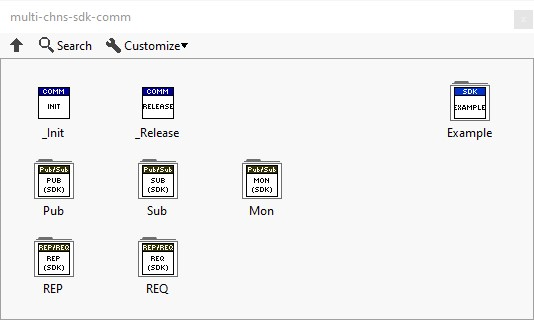 multi-chns-sdk-comm
Search Customize
COMM COMM SDK
INIT RELEASE EXAMPLE
_Init _Release Example
Pub/Sub Pub/Sub Pub/Sub
PUB SUB MON
(SDK) (SDK) (SDK)
Pub Sub Mon
REP/REQ REP/REQ
REP REQ
(SDK) (SDK)
REP REQ